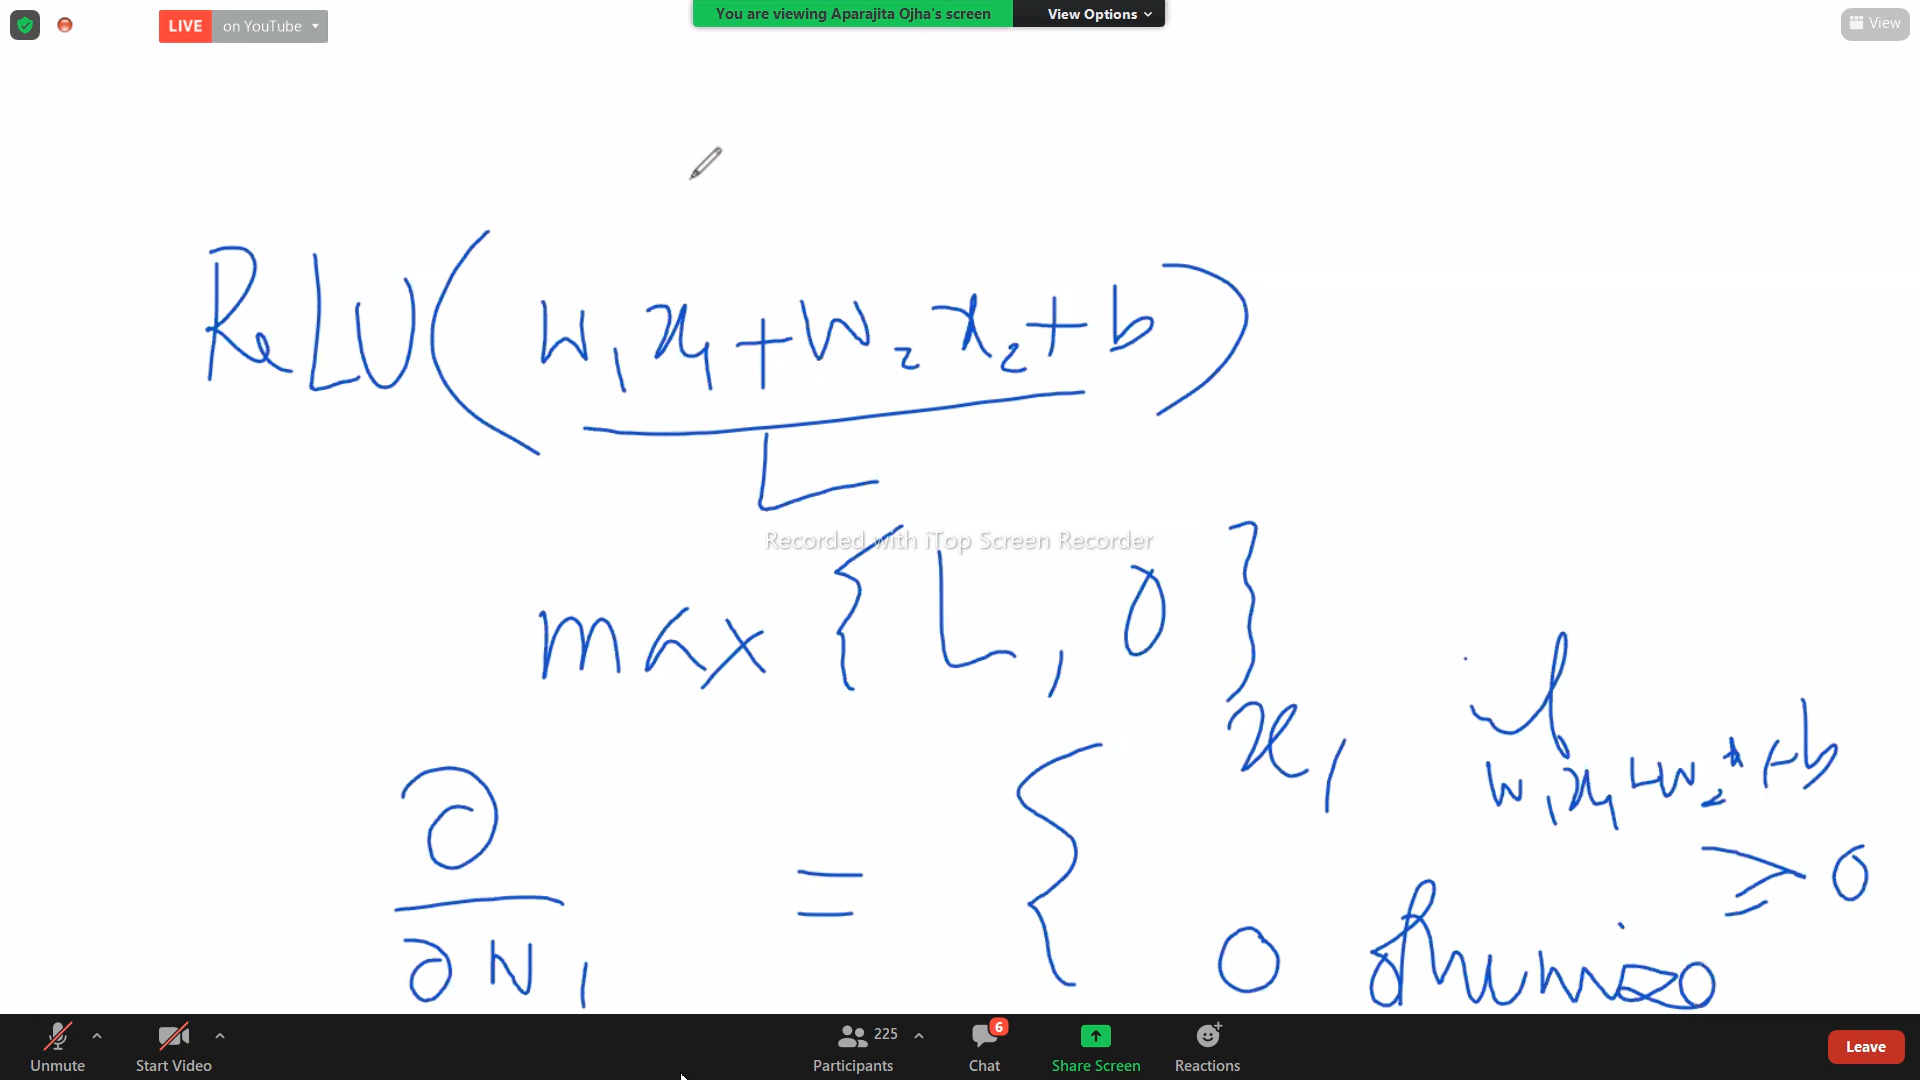 LIVE on YouTube
You are viewing Aparajita Ojha's screen View Options
View
ReLU(w₁x₁+w₂x₂+b)
L
Recorded with iTop Screen Recorder
max{L,0}
∂/∂w₁ = {
x₁ if
w₁x₁+w₂x+b
≥0
0 otherwise
Unmute
Start Video
225
Participants
6
Chat
Share Screen
Reactions
Leave